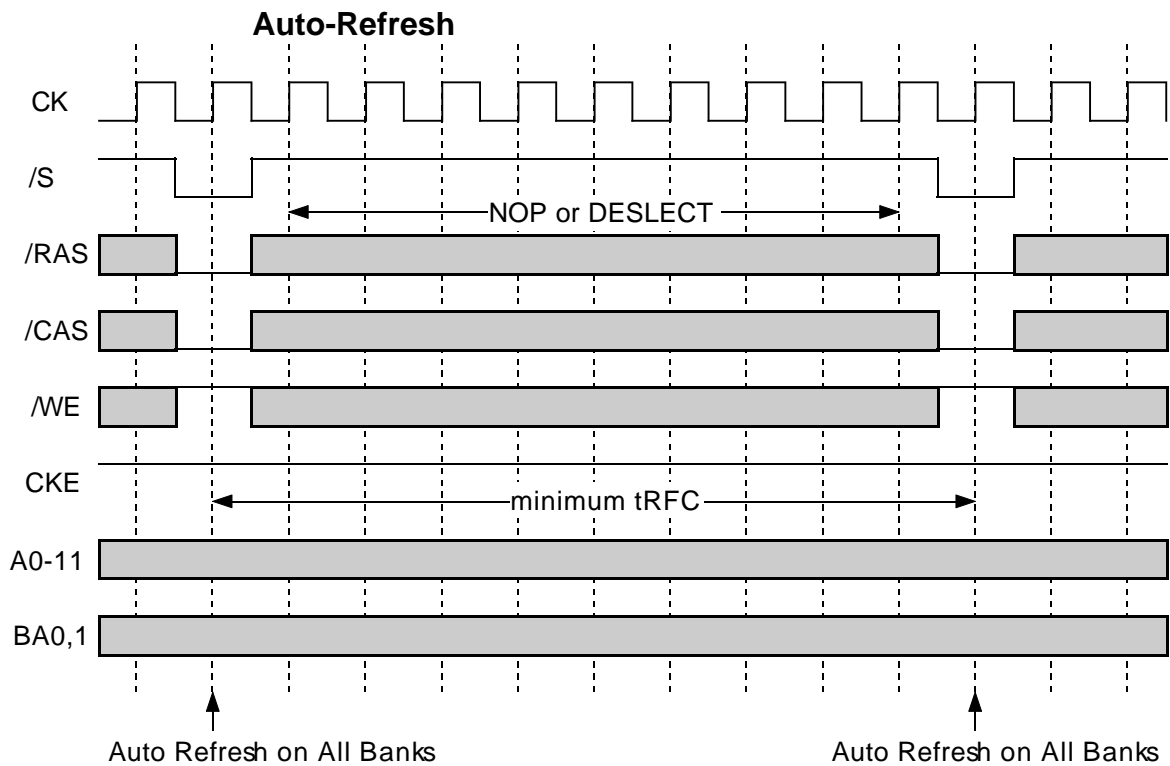 Auto-Refresh
CK
/S
NOP or DESLECT
/RAS
/CAS
/WE
CKE
minimum tRFC
A0-11
BA0,1
Auto Refresh on All Banks
Auto Refresh on All Banks